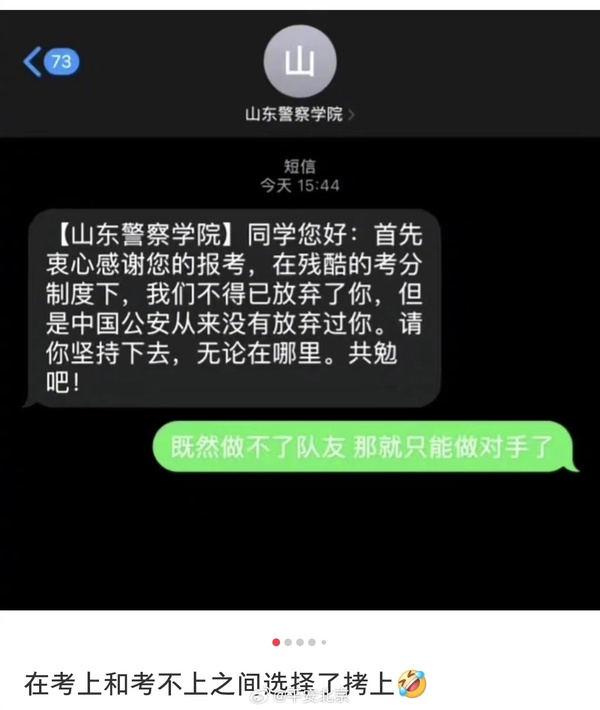 73
山
山东警察学院
短信
今天 15:44
【山东警察学院】同学您好：首先
衷心感谢您的报考，在残酷的考分
制度下，我们不得已放弃了你，但
是中国公安从来没有放弃过你。请
你坚持下去，无论在哪里。共勉
吧！
既然做不了队友 那就只能做对手了
在考上和考不上之间选择了拷上🤣
@平安北京